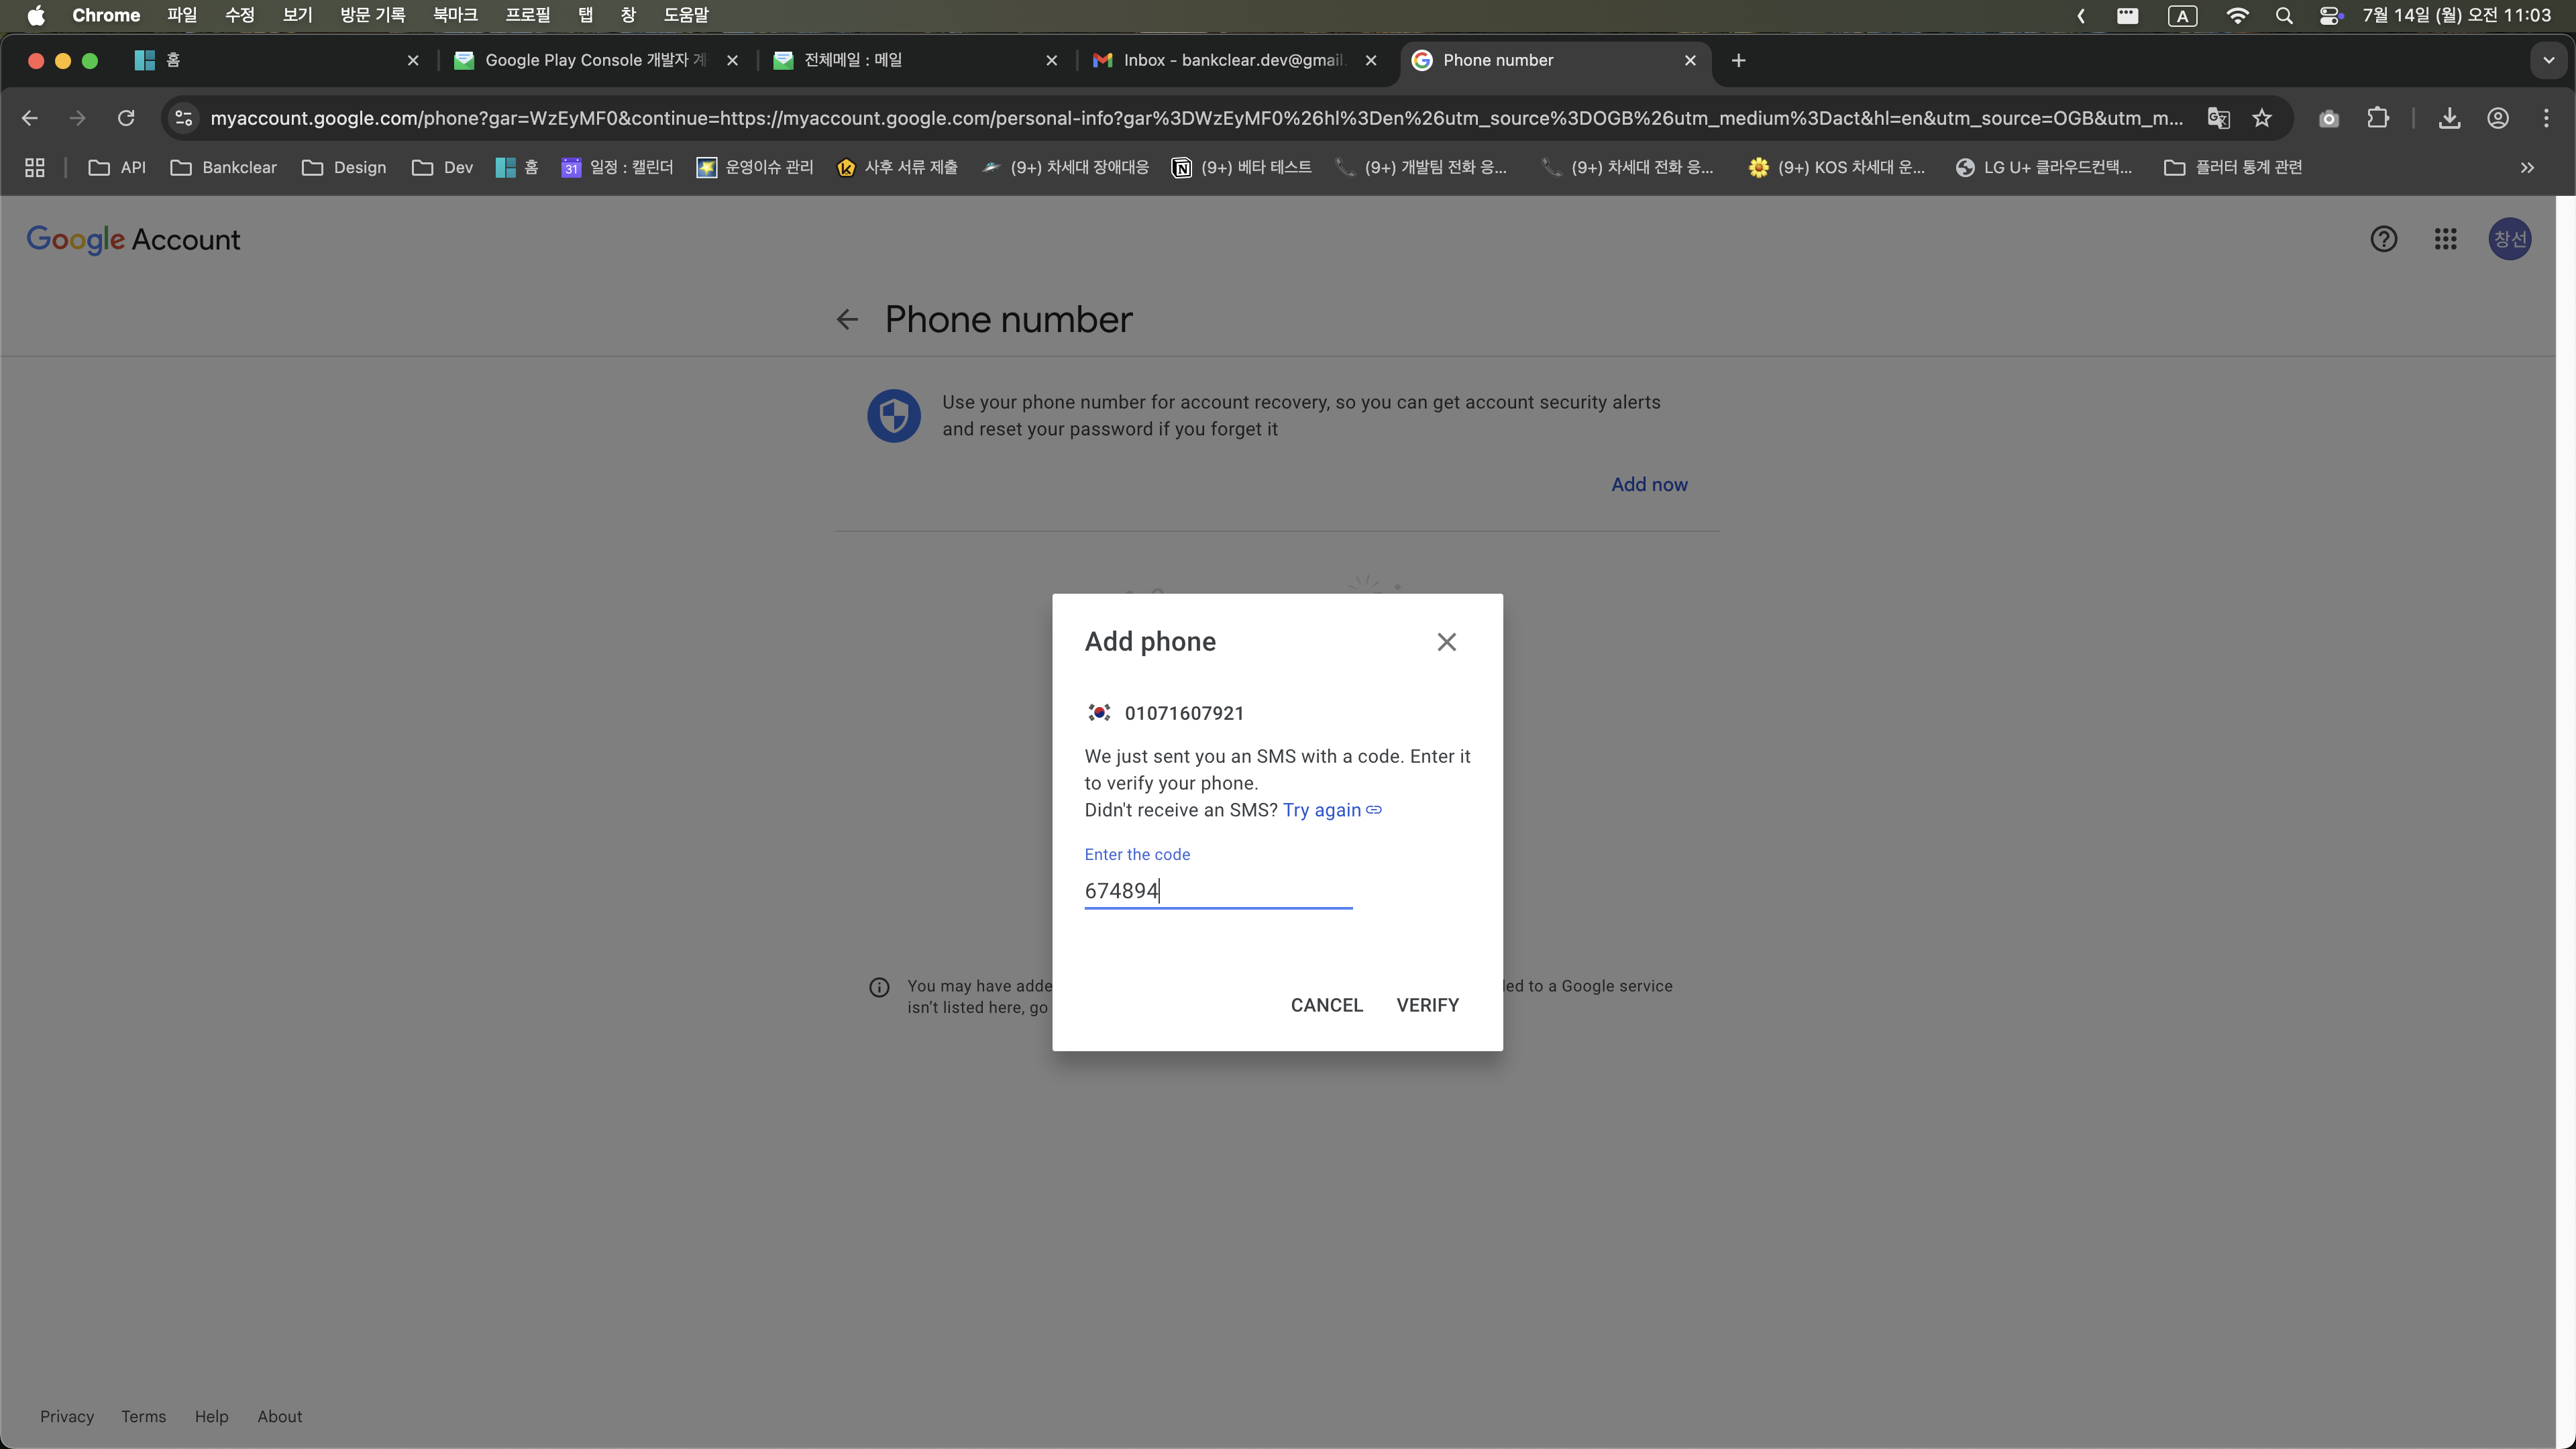 Chrome 파일 수정 보기 방문 기록 북마크 프로필 탭 창 도움말 A 7월 14일 (월) 오전 11:03
홈 Google Play Console 개발자 계 전체메일 : 메일 Inbox - bankclear.dev@gmail. Phone number
myaccount.google.com/phone?gar=WzEyMF0&continue=https://myaccount.google.com/personal-info?gar%3DWzEyMF0%26hl%3Den%26utm_source%3DOGB%26utm_medium%3Dact&hl=en&utm_source=OGB&utm_m...
API Bankclear Design Dev 홈 31 일정 : 캘린더 운영이슈 관리 k 사후 서류 제출 (9+) 차세대 장애대응 N (9+) 베타 테스트 (9+) 개발팀 전화 응... (9+) 차세대 전화 응... (9+) KOS 차세대 운... LG U+ 클라우드컨택... 플러터 통계 관련
Google Account 창선
Phone number
Use your phone number for account recovery, so you can get account security alerts
and reset your password if you forget it
Add now
Add phone
01071607921
We just sent you an SMS with a code. Enter it
to verify your phone.
Didn't receive an SMS? Try again
Enter the code
674894
You may have adde led to a Google service
isn't listed here, go
CANCEL VERIFY
Privacy Terms Help About